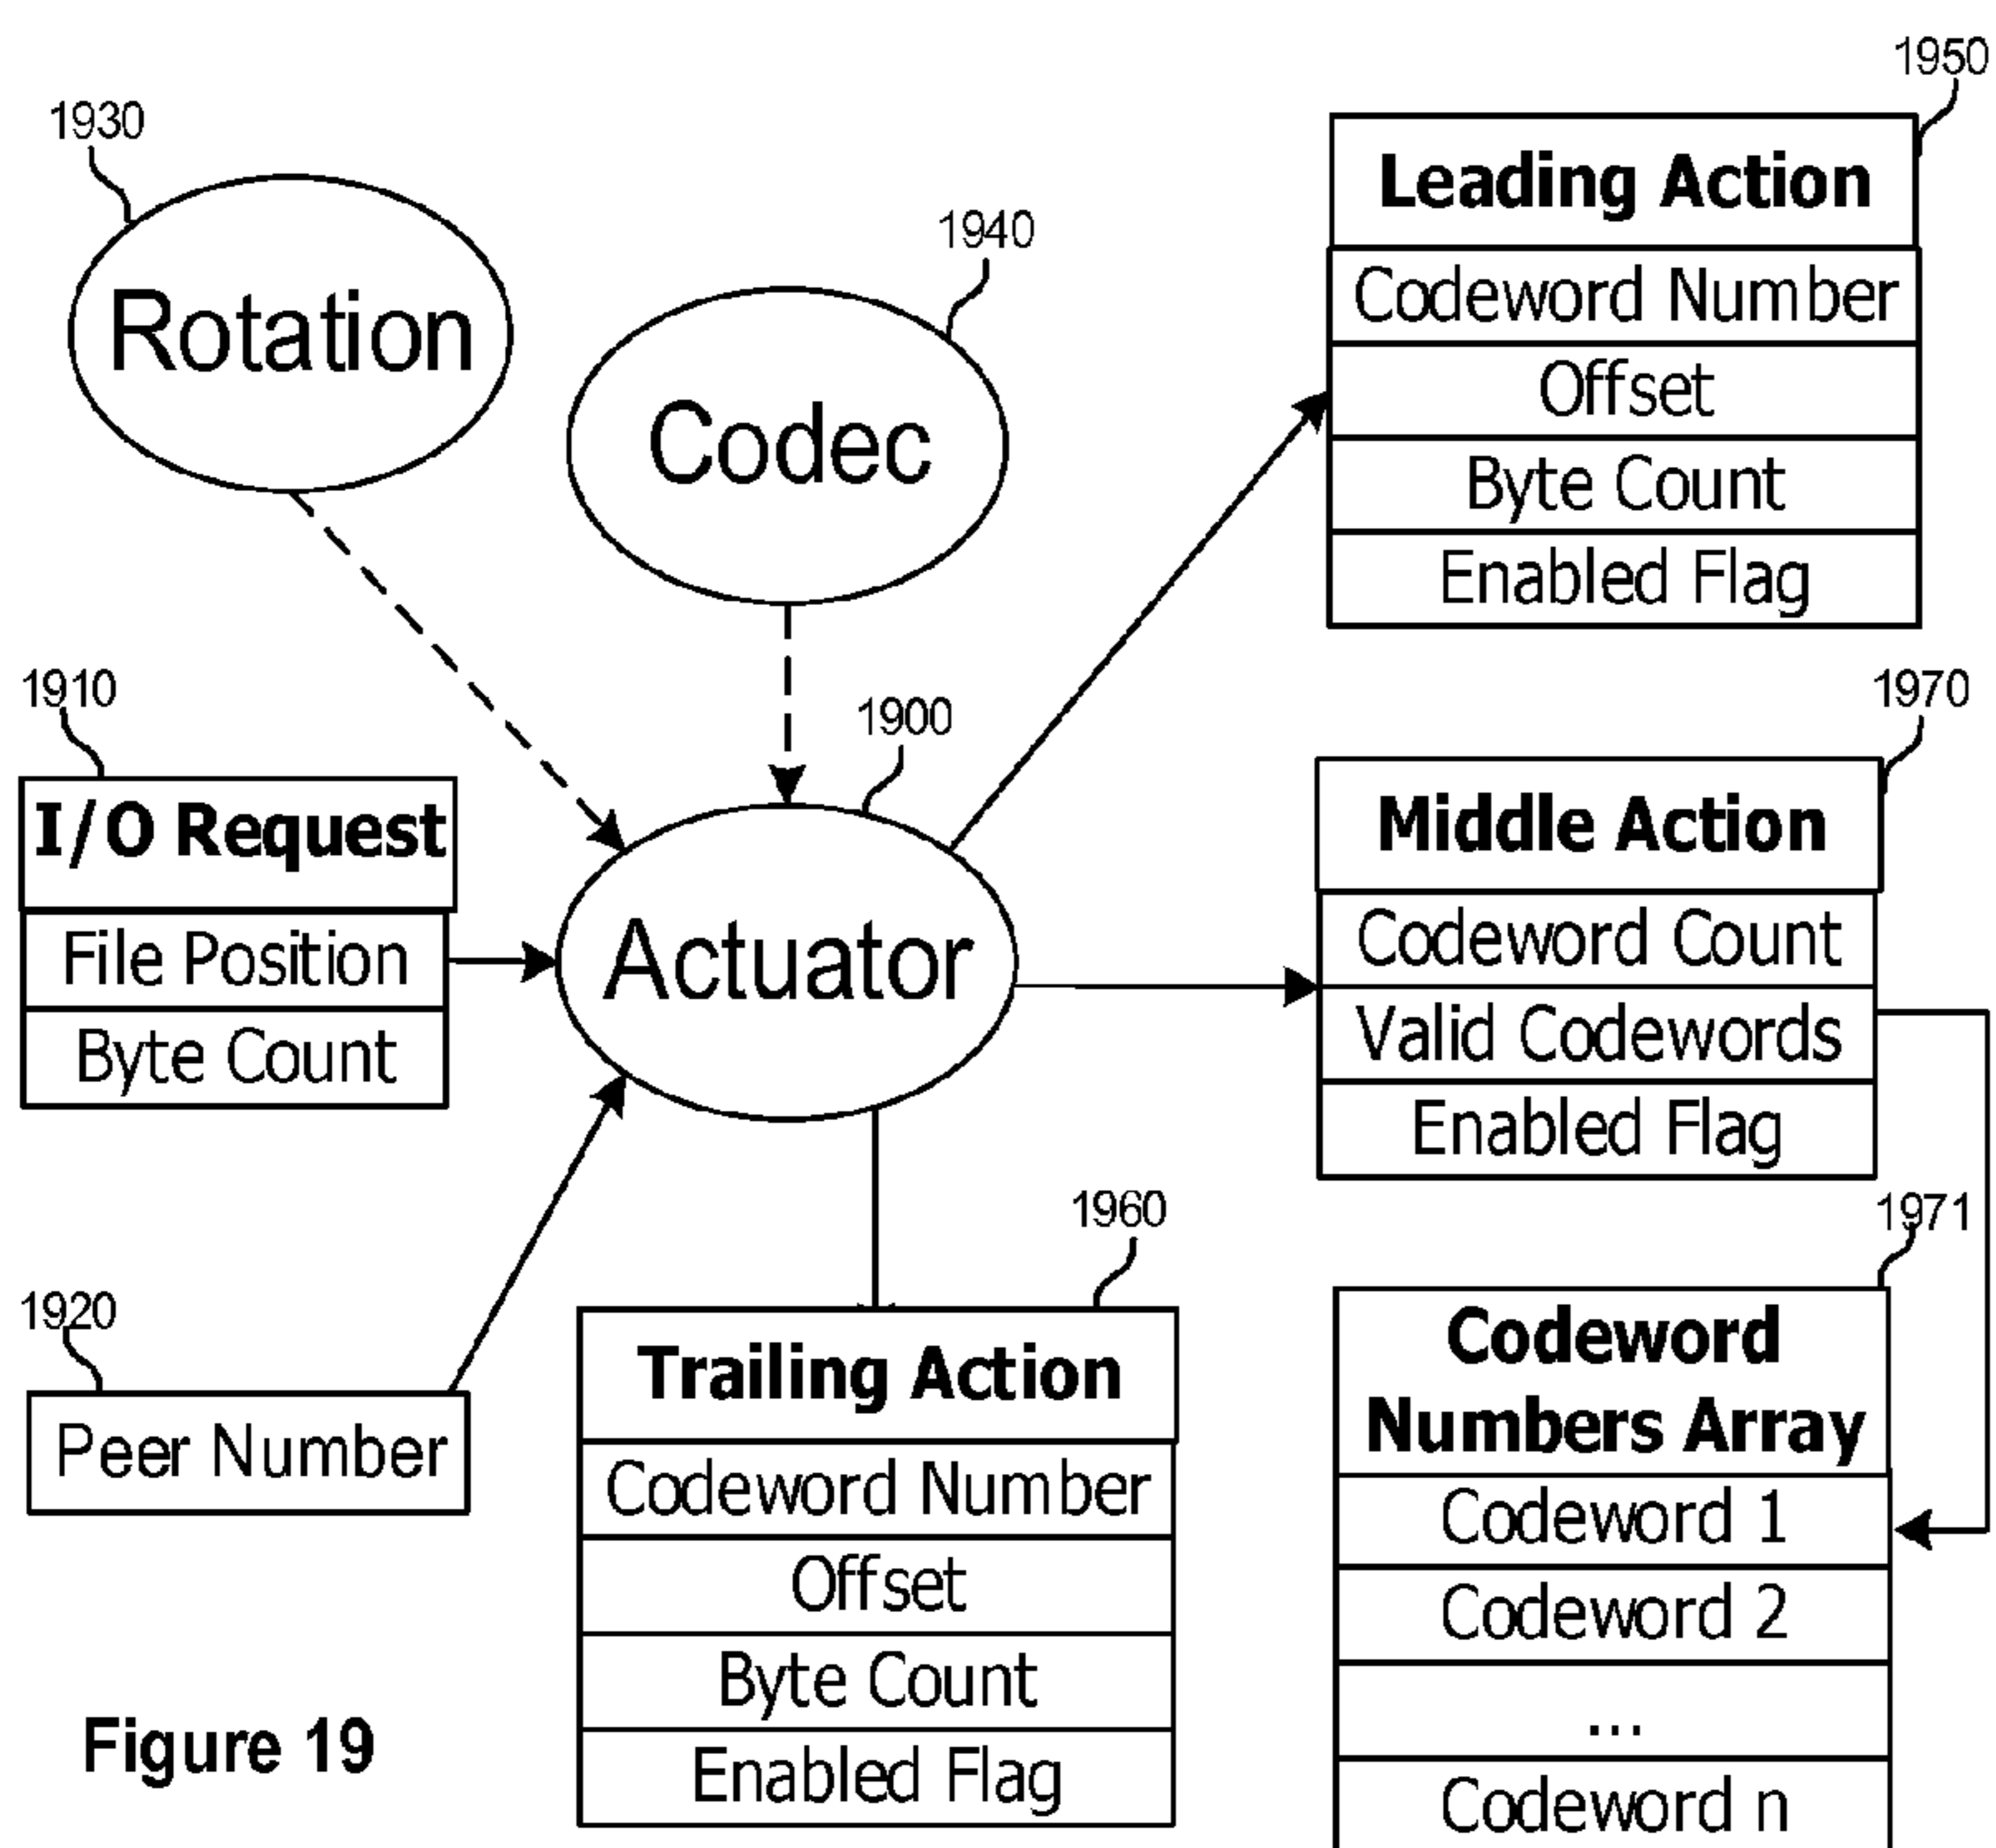 1950
1930
Leading Action
1940
Codeword Number
Rotation
Offset
Codec
Byte Count
Enabled Flag
1910
1970
1900
I/O Request
Middle Action
File Position
Actuator
Codeword Count
Byte Count
Valid Codewords
Enabled Flag
1960
1971
1920
Codeword
Numbers Array
Trailing Action
Peer Number
Codeword Number
Codeword 1
Offset
Codeword 2
Byte Count
...
Figure 19
Enabled Flag
Codeword n